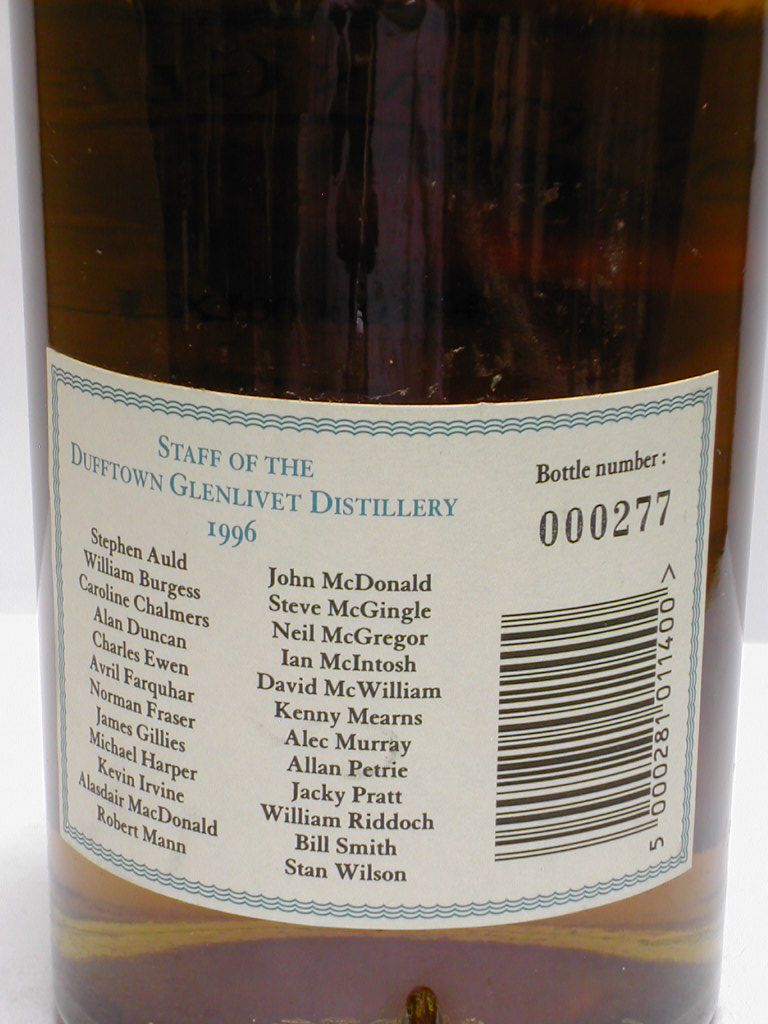 STAFF OF THE
DUFFTOWN GLENLIVET DISTILLERY
1996
Stephen Auld
William Burgess
Caroline Chalmers
Alan Duncan
Charles Ewen
Avril Farquhar
Norman Fraser
James Gillies
Michael Harper
Kevin Irvine
Alasdair MacDonald
Robert Mann
John McDonald
Steve McGingle
Neil McGregor
Ian McIntosh
David McWilliam
Kenny Mearns
Alec Murray
Allan Petrie
Jacky Pratt
William Riddoch
Bill Smith
Stan Wilson
Bottle number:
000277
5 000281 011400 >